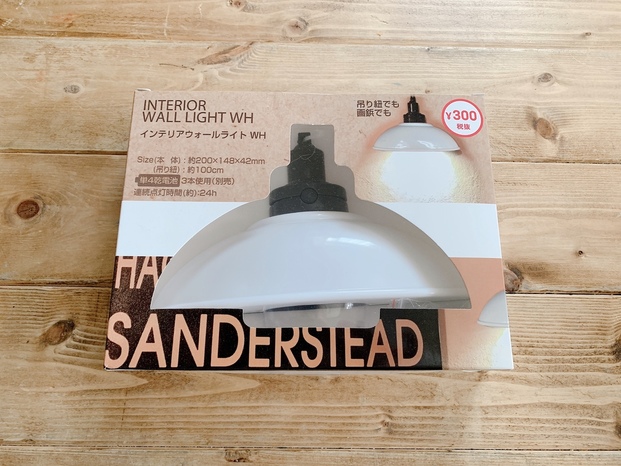 INTERIOR
WALL LIGHT WH
インテリアウォールライト WH
Size(本 体):約200×148×42mm
(吊り紐):約100cm
単4乾電池 3本使用(別売)
連続点灯時間(約):24h
吊り紐でも
画鋲でも
¥300
税抜
HA
SANDERSTEAD